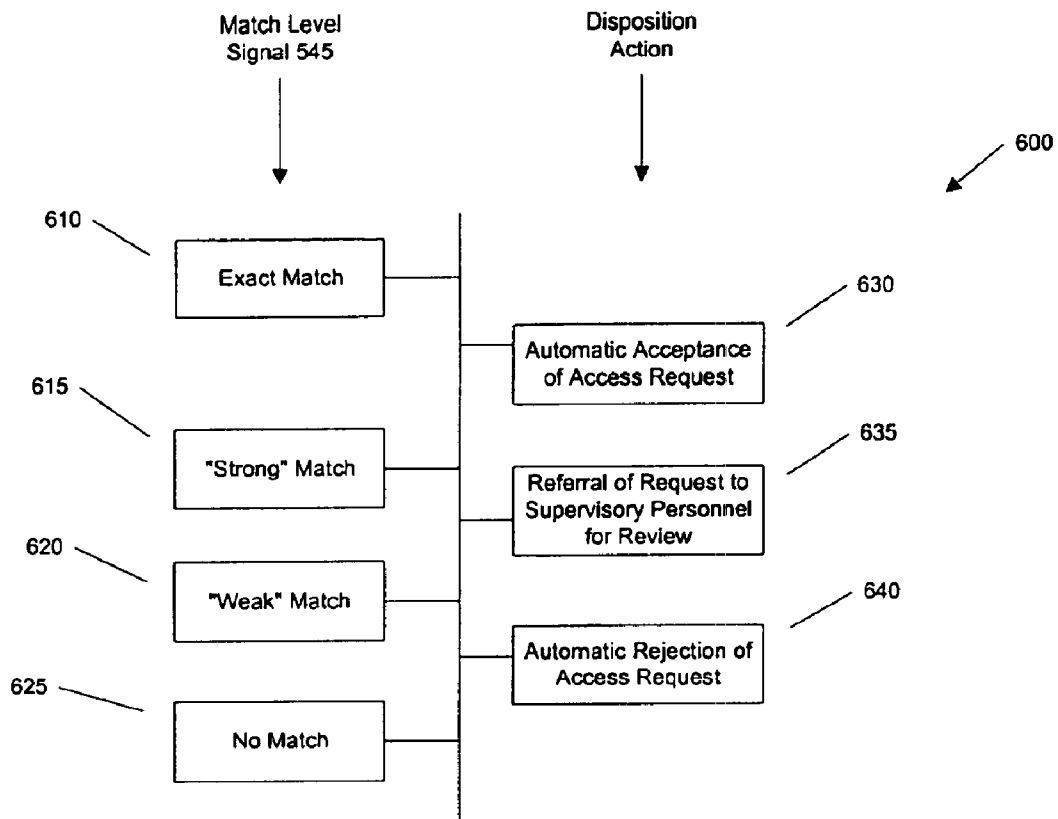 Match Level
Signal 545
Disposition
Action
600
610
Exact Match
630
Automatic Acceptance
of Access Request
615
"Strong" Match
635
Referral of Request to
Supervisory Personnel
for Review
620
"Weak" Match
640
Automatic Rejection of
Access Request
625
No Match